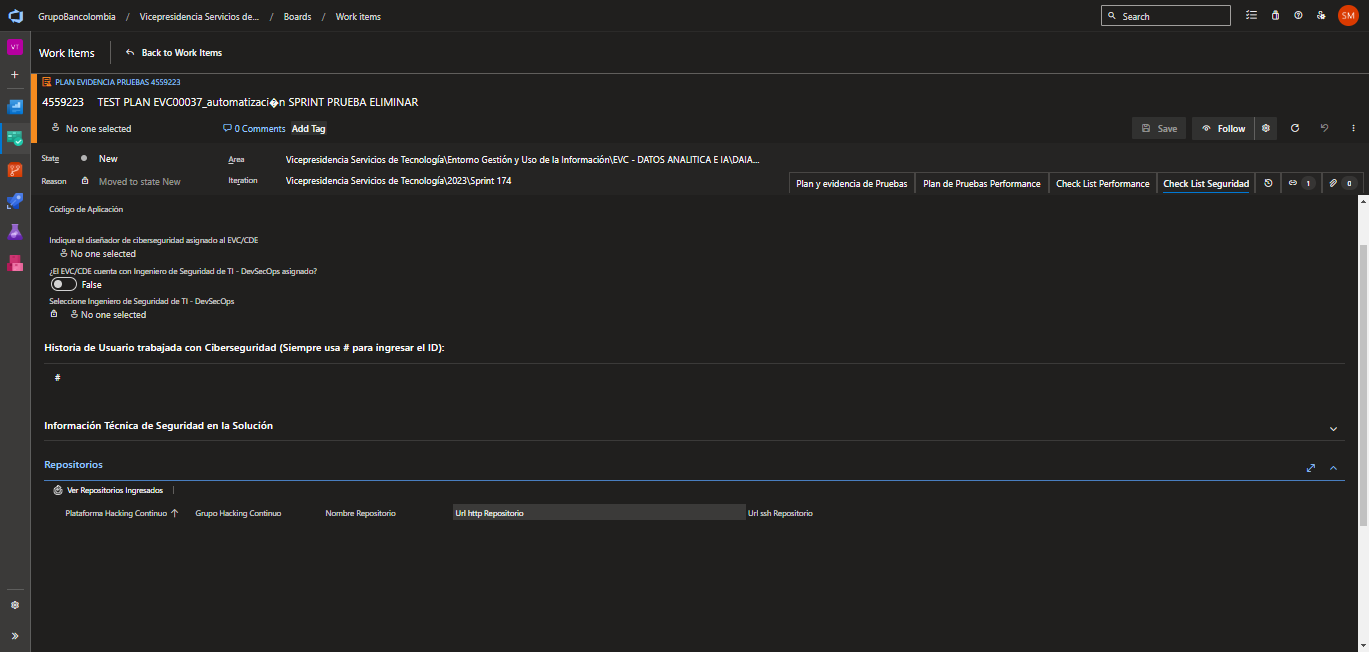 GrupoBancolombia / Vicepresidencia Servicios de... / Boards / Work items
Search
SM
VT
Work Items
Back to Work Items
PLAN EVIDENCIA PRUEBAS 4559223
4559223 TEST PLAN EVC00037_automatizaci�n SPRINT PRUEBA ELIMINAR
No one selected
0 Comments
Add Tag
Save
Follow
State New
Area Vicepresidencia Servicios de Tecnología\Entorno Gestión y Uso de la Información\EVC - DATOS ANALITICA E IA\DAIA...
Reason Moved to state New
Iteration Vicepresidencia Servicios de Tecnología\2023\Sprint 174
Plan y evidencia de Pruebas
Plan de Pruebas Performance
Check List Performance
Check List Seguridad
1
0
Código de Aplicación
Indique el diseñador de ciberseguridad asignado al EVC/CDE
No one selected
¿El EVC/CDE cuenta con Ingeniero de Seguridad de TI - DevSecOps asignado?
False
Seleccione Ingeniero de Seguridad de TI - DevSecOps
No one selected
Historia de Usuario trabajada con Ciberseguridad (Siempre usa # para ingresar el ID):
#
Información Técnica de Seguridad en la Solución
Repositorios
Ver Repositorios Ingresados
Plataforma Hacking Continuo
Grupo Hacking Continuo
Nombre Repositorio
Url http Repositorio
Url ssh Repositorio